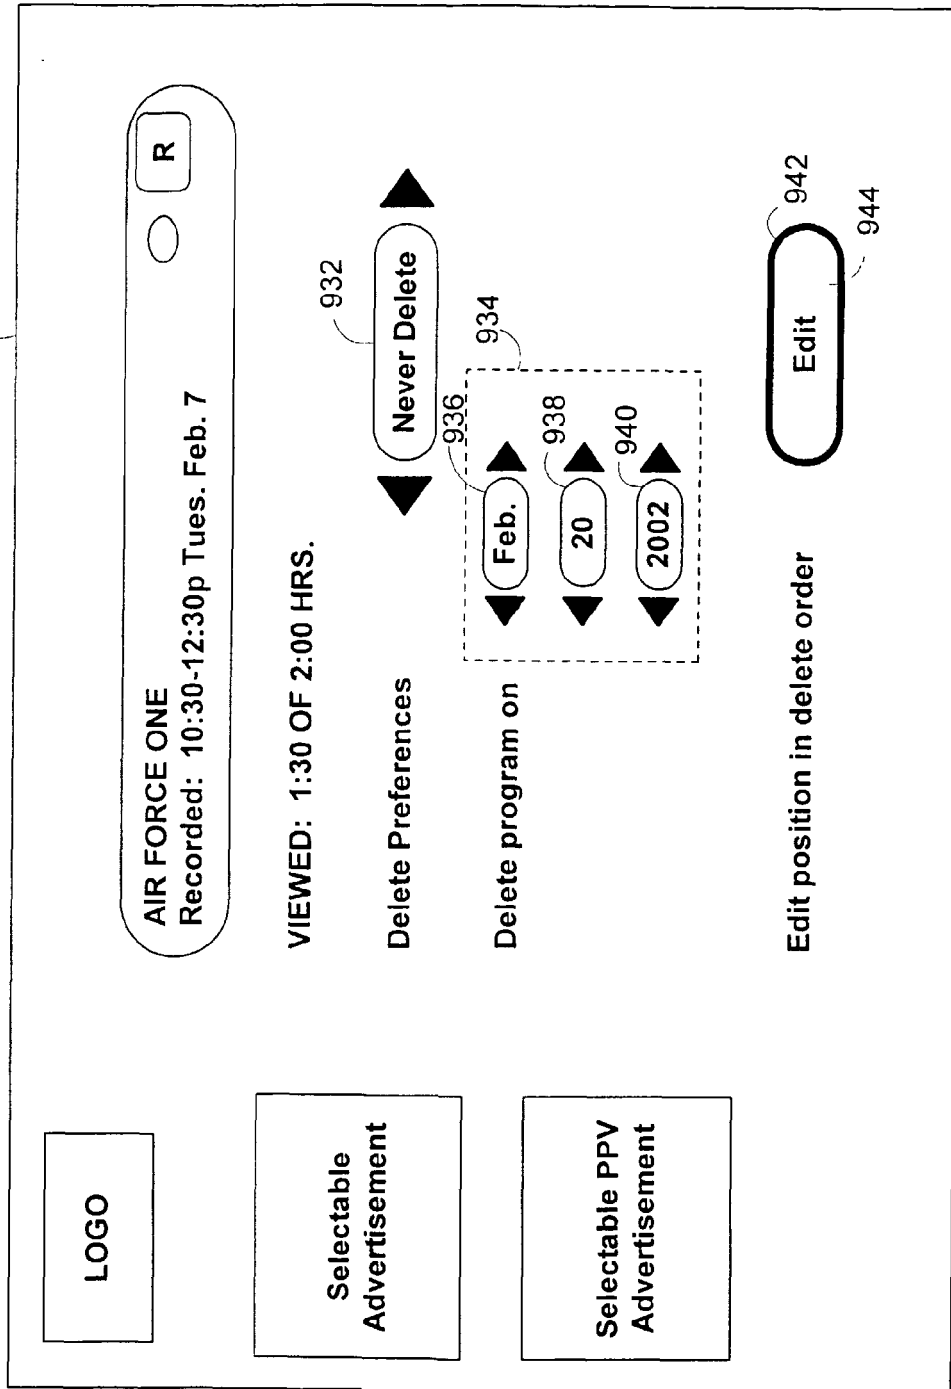 LOGO
Selectable
Advertisement
Selectable PPV
Advertisement
AIR FORCE ONE
Recorded: 10:30-12:30p Tues. Feb. 7
R
VIEWED: 1:30 OF 2:00 HRS.
Delete Preferences
Never Delete
932
Delete program on
934
Feb.
936
20
938
2002
940
Edit position in delete order
Edit
942
944